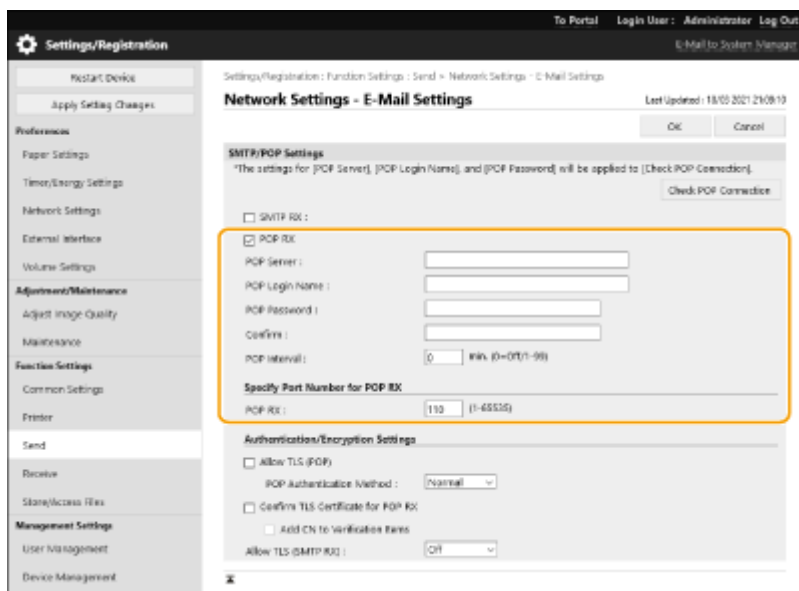 To Portal Login User : Administrator Log Out
Settings/Registration
E-Mail to System Manager
Restart Device
Apply Setting Changes
Preferences
Paper Settings
Timer/Energy Settings
Network Settings
External Interface
Volume Settings
Adjustment/Maintenance
Adjust Image Quality
Maintenance
Function Settings
Common Settings
Printer
Send
Receive
Store/Access Files
Management Settings
User Management
Device Management
Settings/Registration : Function Settings : Send > Network Settings - E-Mail Settings
Network Settings - E-Mail Settings
Last Updated : 18/03 2021 21:09:10
OK Cancel
SMTP/POP Settings
*The settings for [POP Server], [POP Login Name], and [POP Password] will be applied to [Check POP Connection].
Check POP Connection
SMTP RX :
POP RX
POP Server :
POP Login Name :
POP Password :
Confirm :
POP Interval : 0 min. (0=Off/1-99)
Specify Port Number for POP RX
POP RX : 110 (1-65535)
Authentication/Encryption Settings
Allow TLS (POP)
POP Authentication Method : Normal
Confirm TLS Certificate for POP RX
Add CN to Verification Items
Allow TLS (SMTP RX) : Off